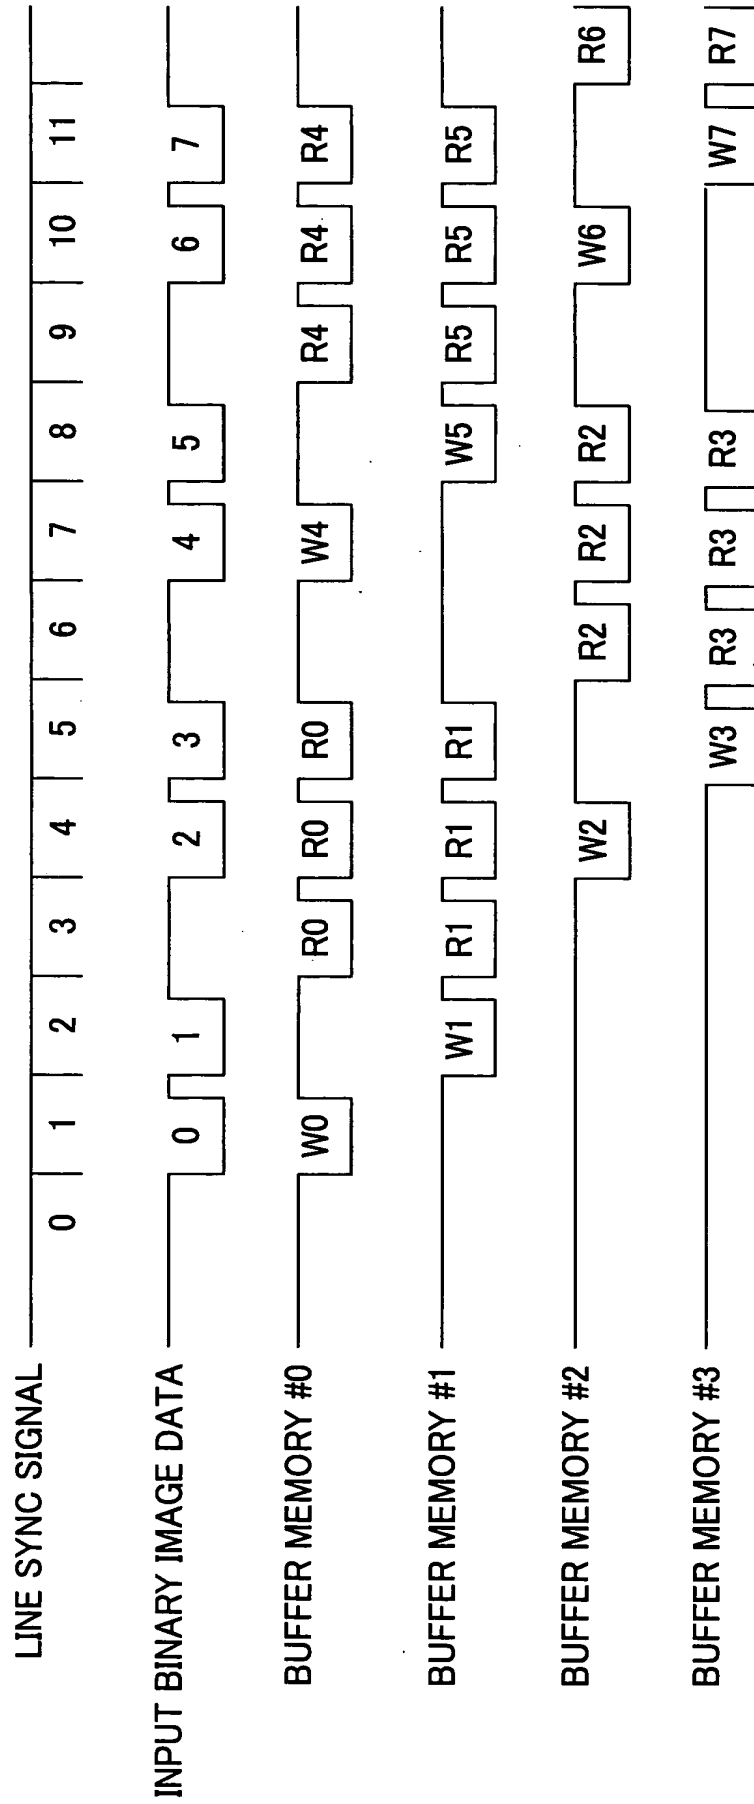 LINE SYNC SIGNAL 0 1 2 3 4 5 6 7 8 9 10 11
INPUT BINARY IMAGE DATA 0 1 2 3 4 5 6 7
BUFFER MEMORY #0 W0 R0 R0 R0 W4 R4 R4 R4
BUFFER MEMORY #1 W1 R1 R1 R1 W5 R5 R5 R5
BUFFER MEMORY #2 W2 R2 R2 R2 W6 R6
BUFFER MEMORY #3 W3 R3 R3 R3 W7 R7